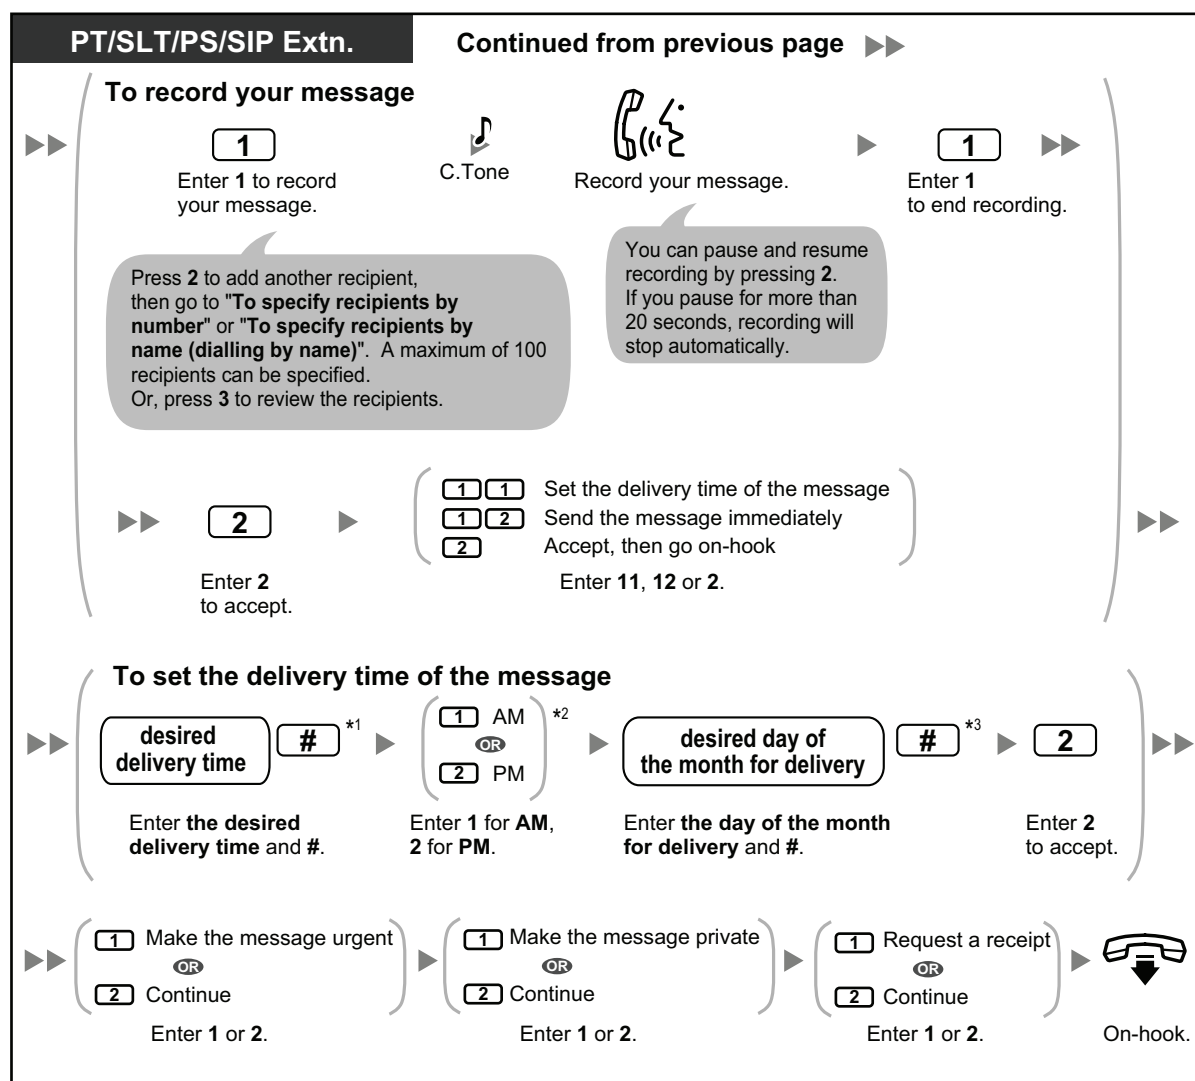 PT/SLT/PS/SIP Extn.
Continued from previous page
To record your message
1
Enter 1 to record
your message.
C.Tone
Record your message.
1
Enter 1
to end recording.
Press 2 to add another recipient,
then go to "To specify recipients by
number" or "To specify recipients by
name (dialling by name)". A maximum of 100
recipients can be specified.
Or, press 3 to review the recipients.
You can pause and resume
recording by pressing 2.
If you pause for more than
20 seconds, recording will
stop automatically.
2
Enter 2
to accept.
1 1 Set the delivery time of the message
1 2 Send the message immediately
2 Accept, then go on-hook
Enter 11, 12 or 2.
To set the delivery time of the message
desired
delivery time
# *1
Enter the desired
delivery time and #.
1 AM
OR
2 PM
*2
Enter 1 for AM,
2 for PM.
desired day of
the month for delivery
# *3
Enter the day of the month
for delivery and #.
2
Enter 2
to accept.
1 Make the message urgent
OR
2 Continue
Enter 1 or 2.
1 Make the message private
OR
2 Continue
Enter 1 or 2.
1 Request a receipt
OR
2 Continue
Enter 1 or 2.
On-hook.